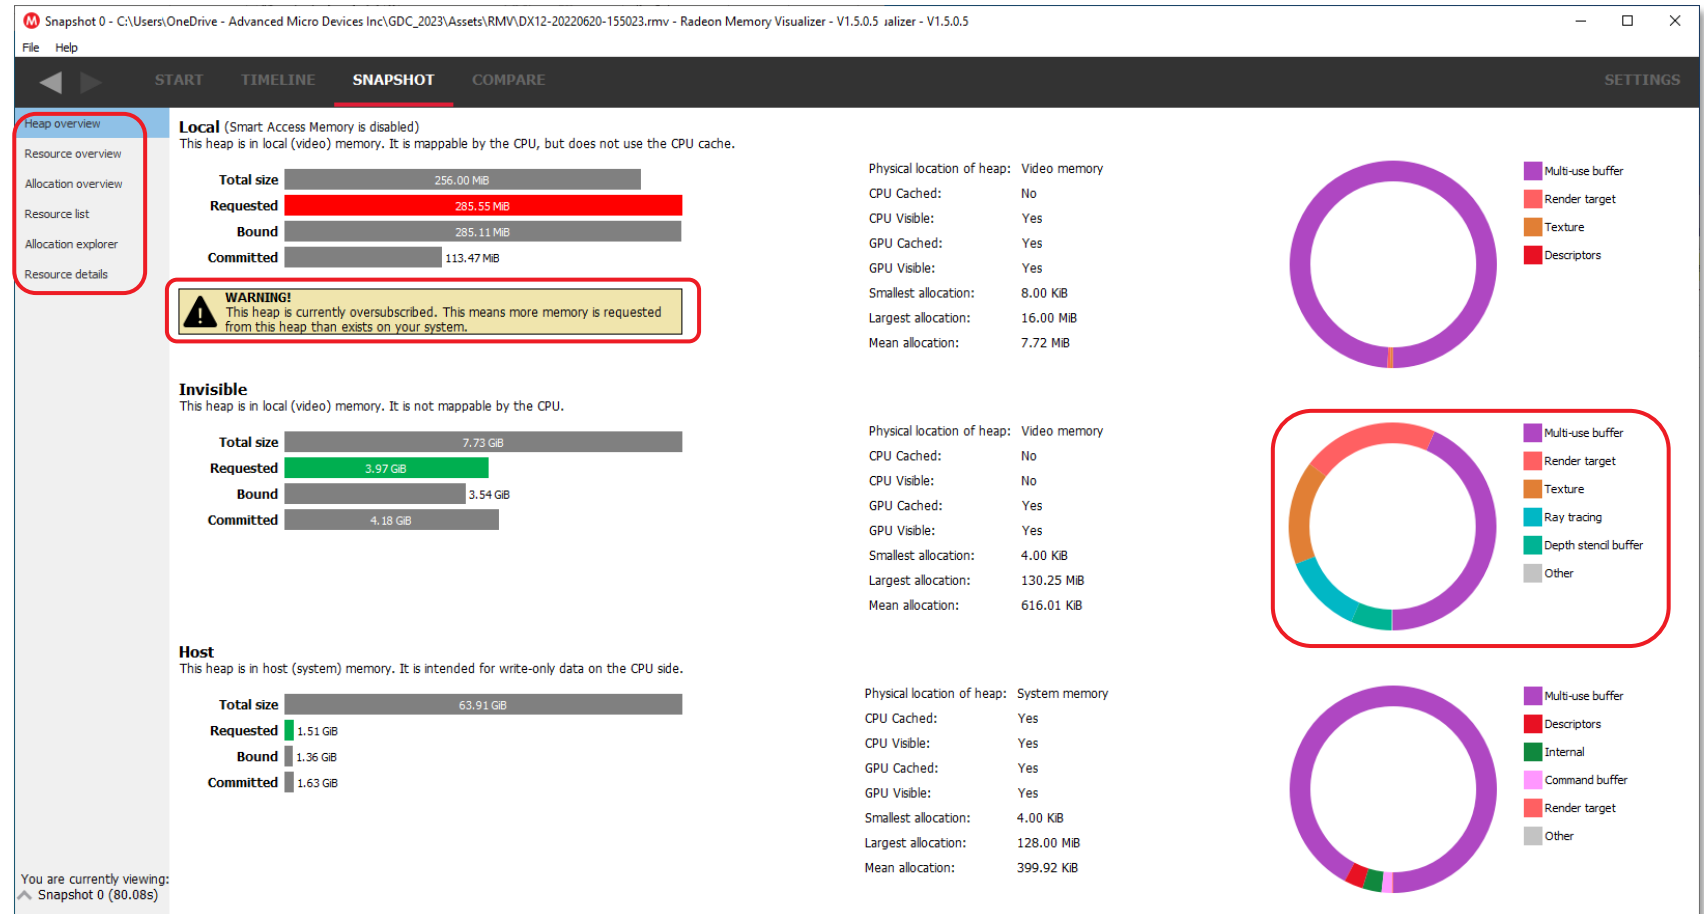 Snapshot 0 - C:\Users\OneDrive - Advanced Micro Devices Inc\GDC_2023\Assets\RMV\DX12-20220620-155023.rmv - Radeon Memory Visualizer - V1.5.0.5 ıalizer - V1.5.0.5
File Help
START TIMELINE SNAPSHOT COMPARE SETTINGS
Heap overview
Resource overview
Allocation overview
Resource list
Allocation explorer
Resource details
Local (Smart Access Memory is disabled)
This heap is in local (video) memory. It is mappable by the CPU, but does not use the CPU cache.
Total size 256.00 MiB
Requested 285.55 MiB
Bound 285.11 MiB
Committed 113.47 MiB
WARNING!
This heap is currently oversubscribed. This means more memory is requested
from this heap than exists on your system.
Physical location of heap: Video memory
CPU Cached: No
CPU Visible: Yes
GPU Cached: Yes
GPU Visible: Yes
Smallest allocation: 8.00 KiB
Largest allocation: 16.00 MiB
Mean allocation: 7.72 MiB
Multi-use buffer
Render target
Texture
Descriptors
Invisible
This heap is in local (video) memory. It is not mappable by the CPU.
Total size 7.73 GiB
Requested 3.97 GiB
Bound 3.54 GiB
Committed 4.18 GiB
Physical location of heap: Video memory
CPU Cached: No
CPU Visible: No
GPU Cached: Yes
GPU Visible: Yes
Smallest allocation: 4.00 KiB
Largest allocation: 130.25 MiB
Mean allocation: 616.01 KiB
Multi-use buffer
Render target
Texture
Ray tracing
Depth stencil buffer
Other
Host
This heap is in host (system) memory. It is intended for write-only data on the CPU side.
Total size 63.91 GiB
Requested 1.51 GiB
Bound 1.36 GiB
Committed 1.63 GiB
Physical location of heap: System memory
CPU Cached: Yes
CPU Visible: Yes
GPU Cached: Yes
GPU Visible: Yes
Smallest allocation: 4.00 KiB
Largest allocation: 128.00 MiB
Mean allocation: 399.92 KiB
Multi-use buffer
Descriptors
Internal
Command buffer
Render target
Other
You are currently viewing:
Snapshot 0 (80.08s)